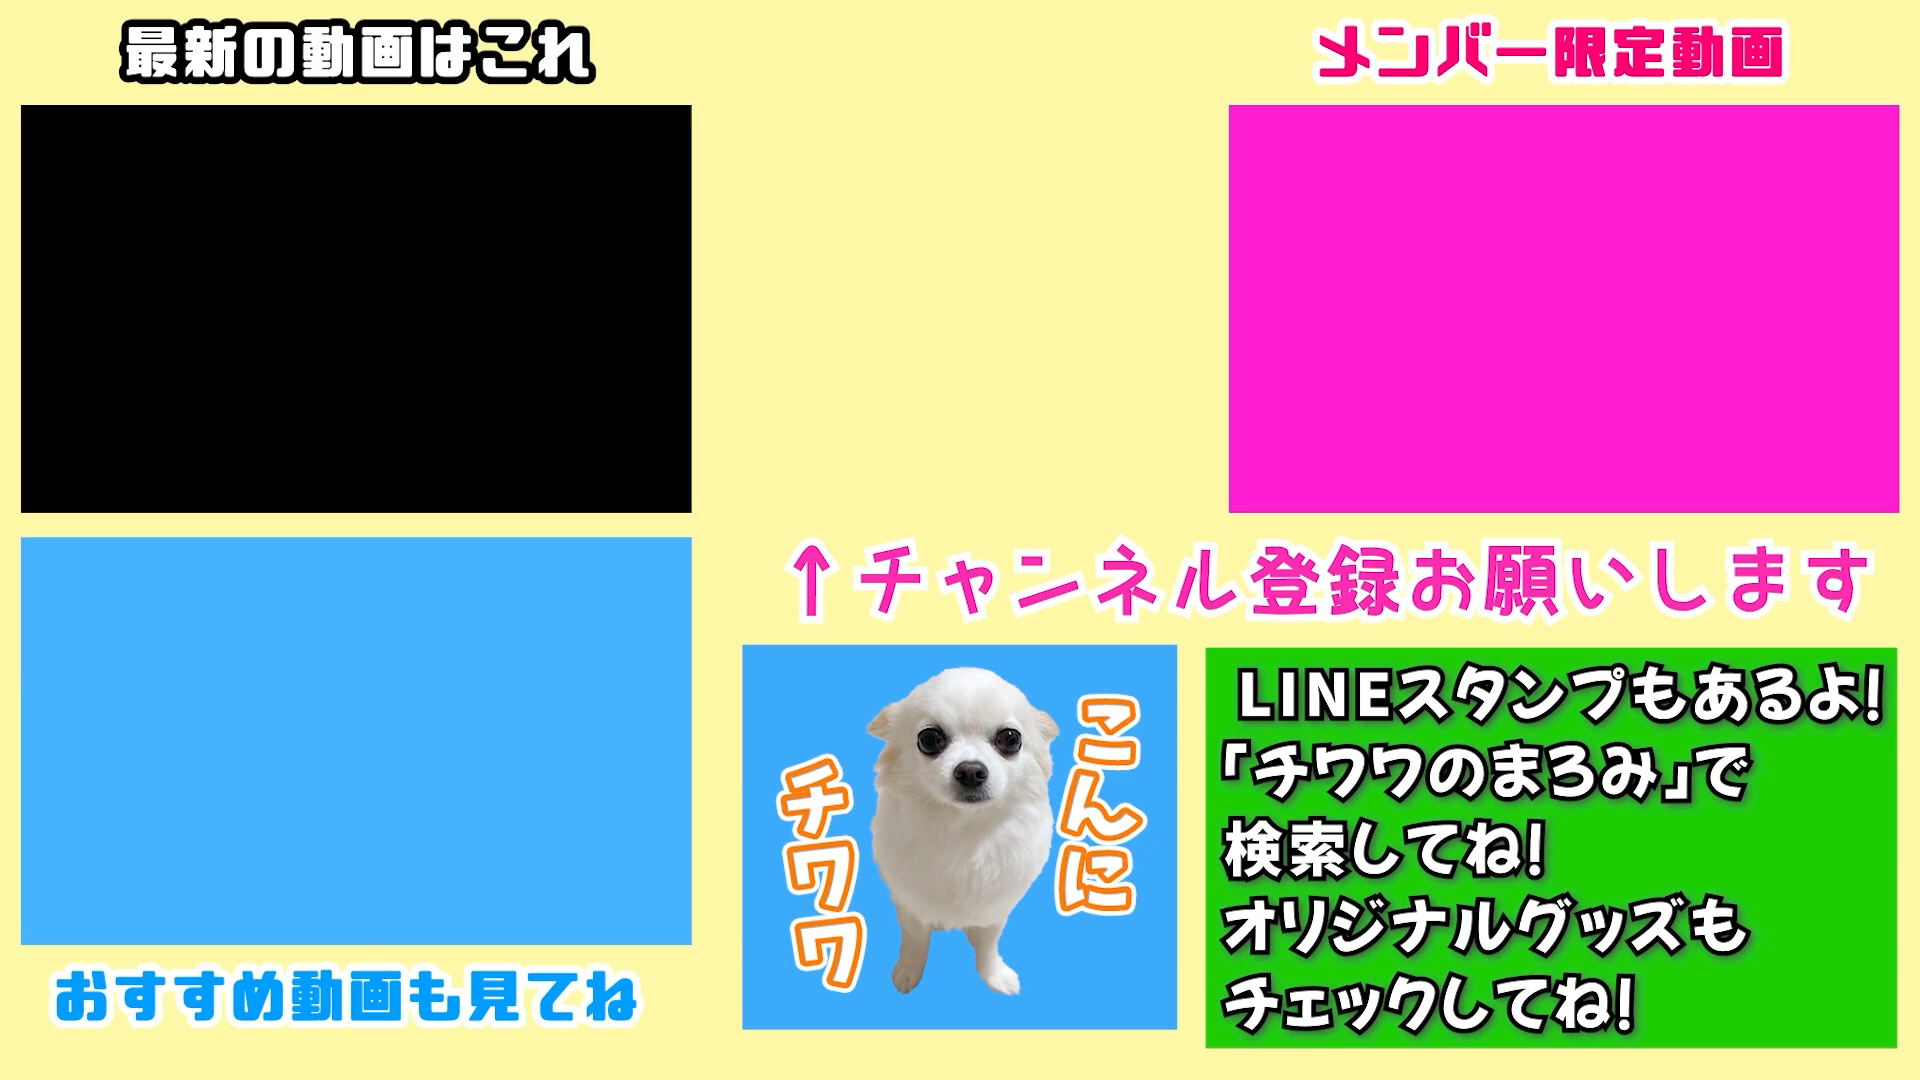 最新の動画はこれ
メンバー限定動画
↑チャンネル登録お願いします
こんに
チワワ
LINEスタンプもあるよ!
「チワワのまろみ」で
検索してね!
オリジナルグッズも
チェックしてね!
おすすめ動画も見てね